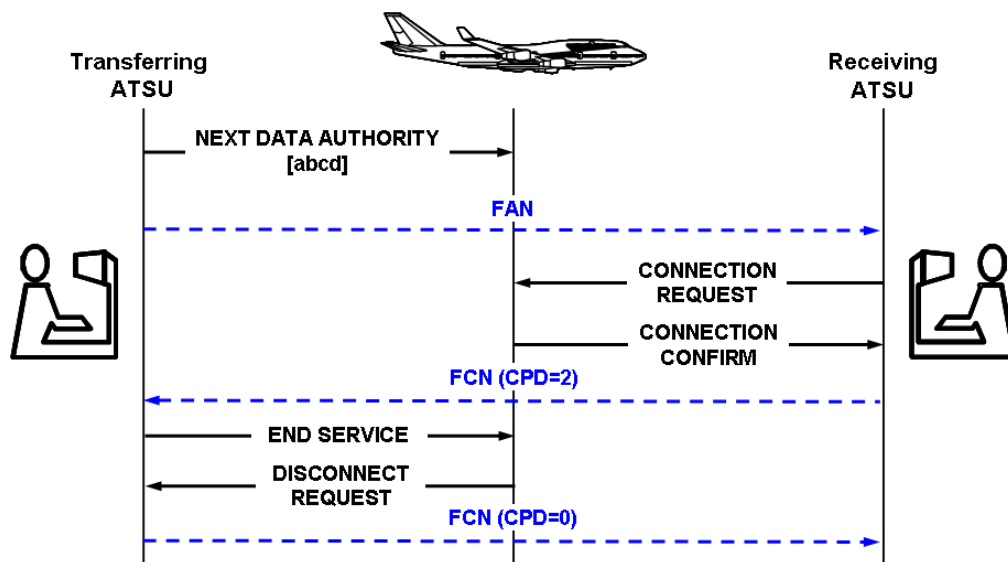 Transferring
ATSU
Receiving
ATSU
NEXT DATA AUTHORITY
[abcd]
FAN
CONNECTION
REQUEST
CONNECTION
CONFIRM
FCN (CPD=2)
END SERVICE
DISCONNECT
REQUEST
FCN (CPD=0)